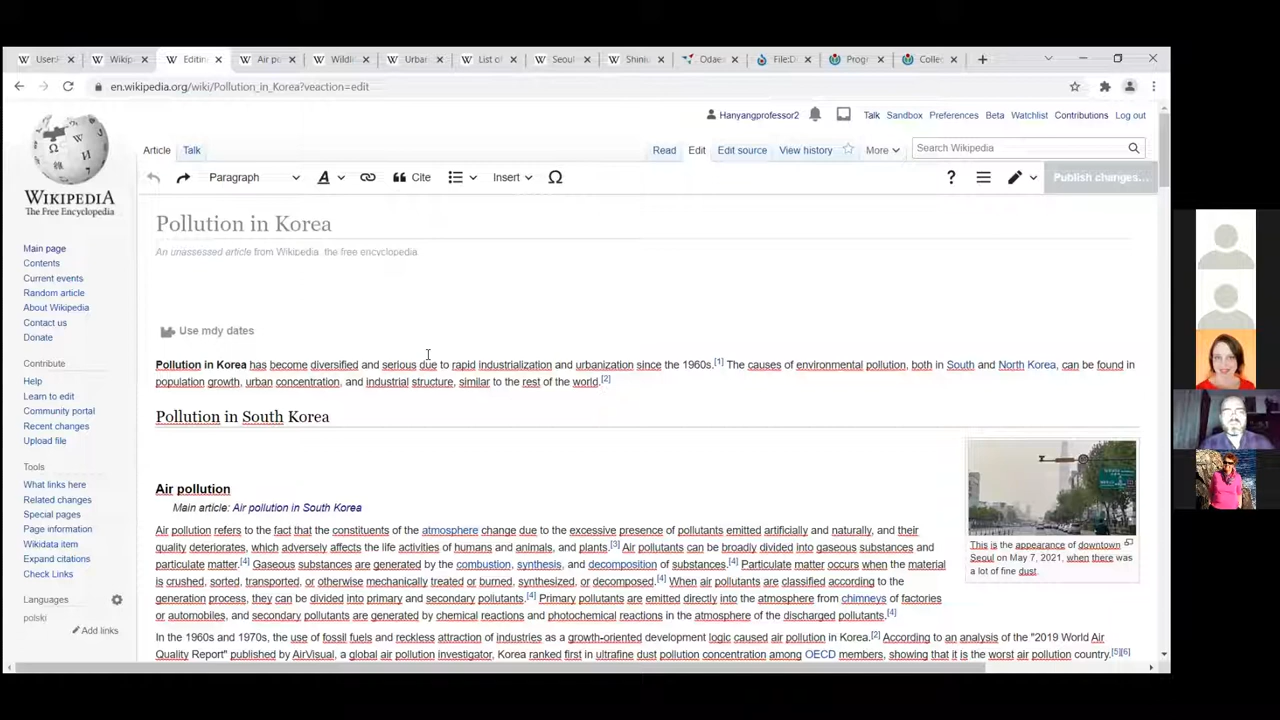 User:
Wikip
Editin
Air po
Wildli
Urbar
List o
Seoul
Shini
Odae
File:D
Progr
Colle
en.wikipedia.org/wiki/Pollution_in_Korea?veaction=edit
Hanyangprofessor2 Talk Sandbox Preferences Beta Watchlist Contributions Log out
Article Talk Read Edit Edit source View history More Search Wikipedia
Paragraph A Cite Insert Ω ? Publish changes...
WIKIPEDIA
The Free Encyclopedia
Main page
Contents
Current events
Random article
About Wikipedia
Contact us
Donate
Contribute
Help
Learn to edit
Community portal
Recent changes
Upload file
Tools
What links here
Related changes
Special pages
Page information
Wikidata item
Expand citations
Check Links
Languages
polski
Add links
Pollution in Korea
An unassessed article from Wikipedia, the free encyclopedia
Use mdy dates
Pollution in Korea has become diversified and serious due to rapid industrialization and urbanization since the 1960s.[1] The causes of environmental pollution, both in South and North Korea, can be found in
population growth, urban concentration, and industrial structure, similar to the rest of the world.[2]
Pollution in South Korea
Air pollution
Main article: Air pollution in South Korea
Air pollution refers to the fact that the constituents of the atmosphere change due to the excessive presence of pollutants emitted artificially and naturally, and their
quality deteriorates, which adversely affects the life activities of humans and animals, and plants.[3] Air pollutants can be broadly divided into gaseous substances and
particulate matter.[4] Gaseous substances are generated by the combustion, synthesis, and decomposition of substances.[4] Particulate matter occurs when the material
is crushed, sorted, transported, or otherwise mechanically treated or burned, synthesized, or decomposed.[4] When air pollutants are classified according to the
generation process, they can be divided into primary and secondary pollutants.[4] Primary pollutants are emitted directly into the atmosphere from chimneys of factories
or automobiles, and secondary pollutants are generated by chemical reactions and photochemical reactions in the atmosphere of the discharged pollutants.[4]
In the 1960s and 1970s, the use of fossil fuels and reckless attraction of industries as a growth-oriented development logic caused air pollution in Korea.[2] According to an analysis of the "2019 World Air
Quality Report" published by AirVisual, a global air pollution investigator, Korea ranked first in ultrafine dust pollution concentration among OECD members, showing that it is the worst air pollution country.[5][6]
This is the appearance of downtown
Seoul on May 7, 2021, when there was
a lot of fine dust.